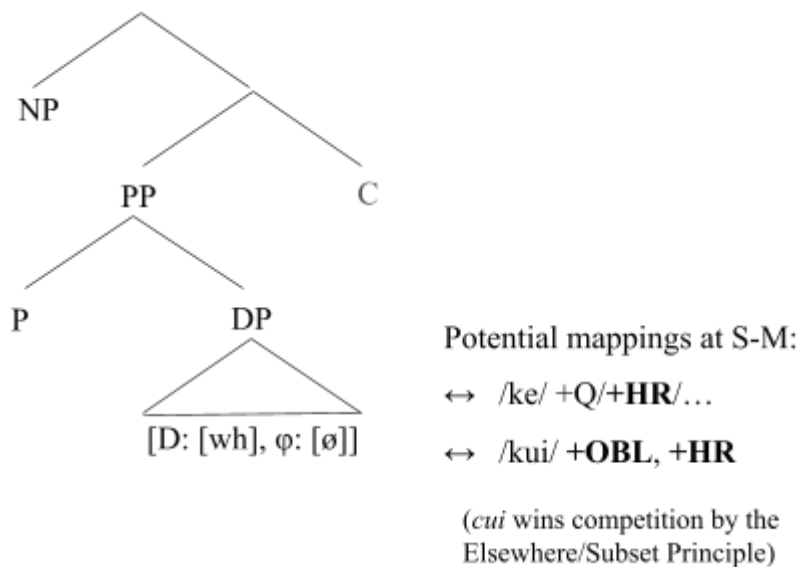 NP
PP
C
P
DP
[D: [wh], φ: [ø]]
Potential mappings at S-M:
↔ /ke/ +Q/+HR/…
↔ /kui/ +OBL, +HR
(cui wins competition by the
Elsewhere/Subset Principle)